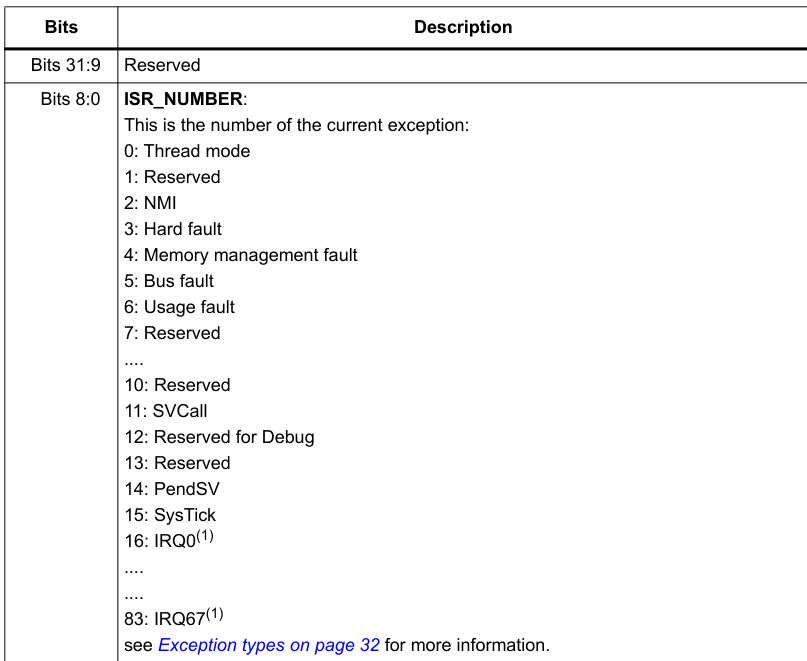 Bits Description
Bits 31:9 Reserved
Bits 8:0 ISR_NUMBER:
This is the number of the current exception:
0: Thread mode
1: Reserved
2: NMI
3: Hard fault
4: Memory management fault
5: Bus fault
6: Usage fault
7: Reserved
....
10: Reserved
11: SVCall
12: Reserved for Debug
13: Reserved
14: PendSV
15: SysTick
16: IRQ0(1)
....
....
83: IRQ67(1)
see Exception types on page 32 for more information.